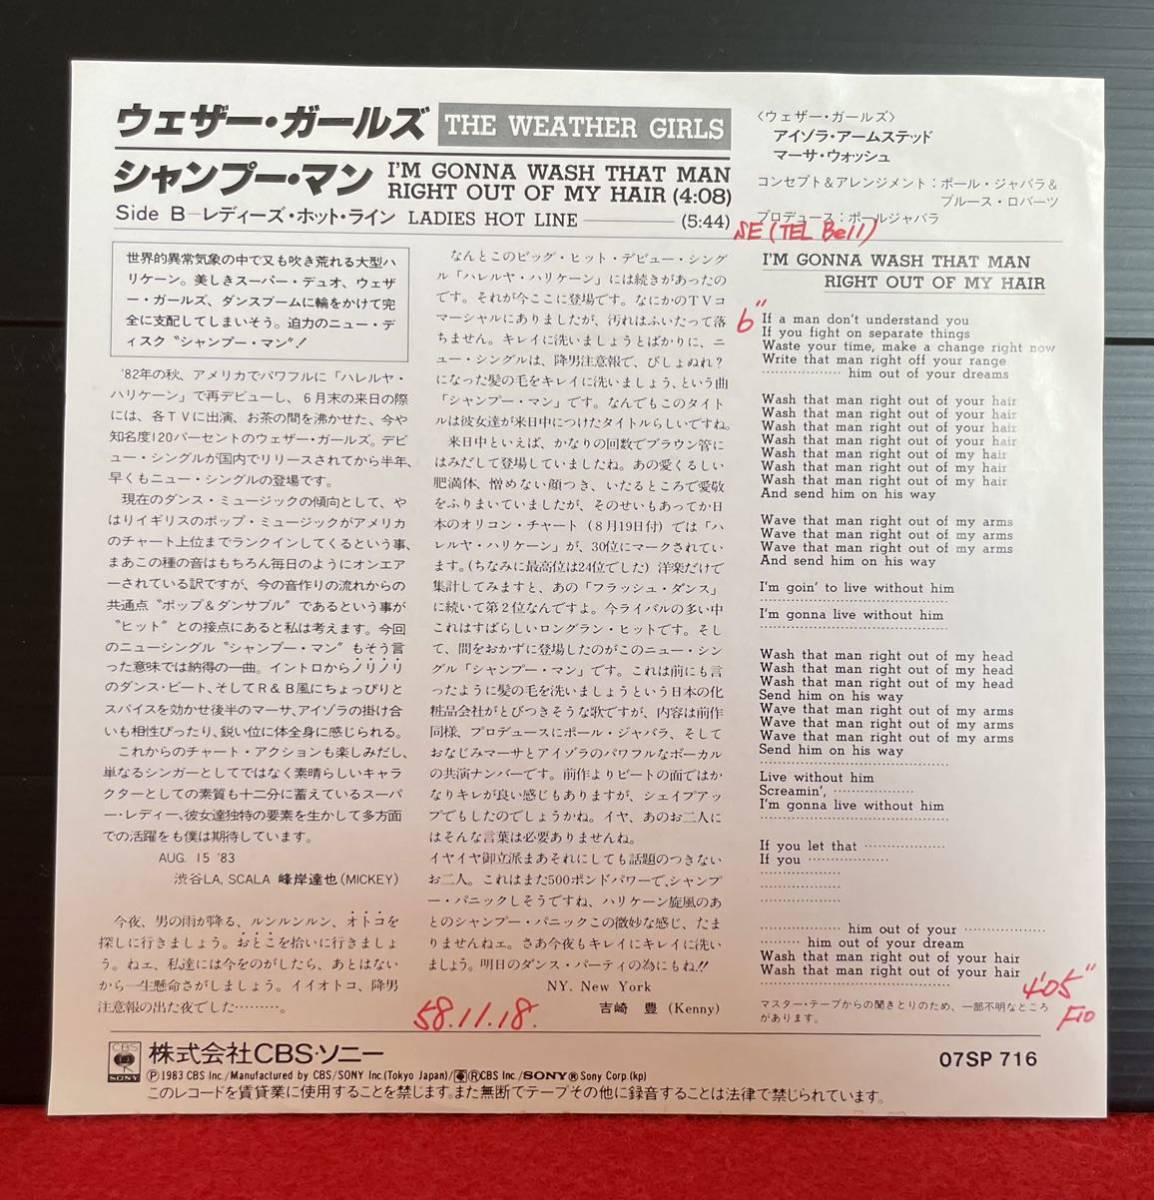 ウェザー・ガールズ THE WEATHER GIRLS
シャンプー・マン I'M GONNA WASH THAT MAN
RIGHT OUT OF MY HAIR (4:08)
Side B—レディーズ・ホット・ライン LADIES HOT LINE (5:44)
〈ウェザー・ガールズ〉
アイゾラ・アームステッド
マーサ・ウォッシュ
コンセプト&アレンジメント:ポール・ジャバラ&
ブルース・ロバーツ
プロデュース:ポールジャバラ
SE (TEL Bell)
世界的異常気象の中で又も吹き荒れる大型ハ
リケーン。美しきスーパー・デュオ、ウェザ
ー・ガールズ、ダンスブームに輪をかけて完
全に支配してしまいそう。迫力のニュー・デ
ィスク〝シャンプー・マン〞!
'82年の秋、アメリカでパワフルに「ハレルヤ・
ハリケーン」で再デビューし、6月末の来日の際
には、各TVに出演、お茶の間を沸かせた、今や
知名度120パーセントのウェザー・ガールズ。デビ
ュー・シングルが国内でリリースされてから半年、
早くもニュー・シングルの登場です。
現在のダンス・ミュージックの傾向として、や
はりイギリスのポップ・ミュージックがアメリカ
のチャート上位までランクインしてくるという事、
まあこの種の音はもちろん毎日のようにオンエア
ーされている訳ですが、今の音作りの流れからの
共通点〝ポップ&ダンサブル〞であるという事が
〝ヒット〞との接点にあると私は考えます。今回
のニューシングル〝シャンプー・マン〞もそう言
った意味では納得の一曲。イントロからノリノリ
のダンス・ビート、そしてR&B風にちょっぴりと
スパイスを効かせ後半のマーサ、アイゾラの掛け合
いも相性ぴったり、鋭い位に体全身に感じられる。
これからのチャート・アクションも楽しみだし、
単なるシンガーとしてではなく素晴らしいキャラ
クターとしての素質も十二分に蓄えているスーパ
ー・レディー、彼女達独特の要素を生かして多方面
での活躍をも僕は期待しています。
AUG. 15 '83
渋谷LA, SCALA 峰岸達也(MICKEY)
今夜、男の雨が降る、ルンルンルン、オトコを
探しに行きましょう。おとこを拾いに行きましょ
う。ねェ、私達には今をのがしたら、あとはない
から一生懸命さがしましょう。イイオトコ、降男
注意報の出た夜でした………。
なんとこのビッグ・ヒット・デビュー・シング
ル「ハレルヤ・ハリケーン」には続きがあったの
です。それが今ここに登場です。なにかのTVコ
マーシャルにありましたが、汚れはふいたって落
ちません。キレイに洗いましょうとばかりに、ニ
ュー・シングルは、降男注意報で、びしょぬれ?
になった髪の毛をキレイに洗いましょう、という曲
「シャンプー・マン」です。なんでもこのタイト
ルは彼女達が来日中につけたタイトルらしいですね。
来日中といえば、かなりの回数でブラウン管に
はみだして登場していましたね。あの愛くるしい
肥満体、憎めない顔つき、いたるところで愛敬
をふりまいていましたが、そのせいもあってか日
本のオリコン・チャート(8月19日付)では「ハ
レルヤ・ハリケーン」が、30位にマークされてい
ます。(ちなみに最高位は24位でした)洋楽だけで
集計してみますと、あの「フラッシュ・ダンス」
に続いて第2位なんですよ。今ライバルの多い中
これはすばらしいロングラン・ヒットです。そし
て、間をおかずに登場したのがこのニュー・シン
グル「シャンプー・マン」です。これは前にも言
ったように髪の毛を洗いましょうという日本の化
粧品会社がとびつきそうな歌ですが、内容は前作
同様、プロデュースにポール・ジャバラ、そして
おなじみマーサとアイゾラのパワフルなボーカル
の共演ナンバーです。前作よりビートの面ではか
なりキレが良い感じもありますが、シェイプアッ
プでもしたのでしょうかね。イヤ、あのお二人に
はそんな言葉は必要ありませんね。
イヤイヤ御立派まあそれにしても話題のつきない
お二人。これはまた500ポンドパワーで、シャンプ
ー・パニックしそうですね、ハリケーン旋風のあ
とのシャンプー・パニックこの微妙な感じ、たま
りませんねェ。さあ今夜もキレイにキレイに洗い
ましょう。明日のダンス・パーティの為にもね!!
NY. New York
吉崎 豊 (Kenny)
58.11.18.
I'M GONNA WASH THAT MAN
RIGHT OUT OF MY HAIR
6"
If a man don't understand you
If you fight on separate things
Waste your time, make a change right now
Write that man right off your range
………………… him out of your dreams
Wash that man right out of your hair
Wash that man right out of your hair
Wash that man right out of your hair
Wash that man right out of your hair
Wash that man right out of my hair
Wash that man right out of my hair
Wash that man right out of my hair
And send him on his way
Wave that man right out of my arms
Wave that man right out of my arms
Wave that man right out of my arms
And send him on his way
I'm goin' to live without him
I'm gonna live without him
Wash that man right out of my head
Wash that man right out of my head
Wash that man right out of my head
Send him on his way
Wave that man right out of my arms
Wave that man right out of my arms
Wave that man right out of my arms
Send him on his way
Live without him
Screamin', …………………
I'm gonna live without him
If you let that …………………
If you …………………
………………… him out of your …………………
……… him out of your dream
Wash that man right out of your hair
Wash that man right out of your hair
4'05"
Fio
マスター・テープからの聞きとりのため、一部不明なところ
があります。
CBS
SONY
株式会社CBS・ソニー
07SP 716
Ⓟ1983 CBS Inc./Manufactured by CBS/SONY Inc.(Tokyo Japan)/ ®CBS Inc./SONY® Sony Corp.(kp)
このレコードを賃貸業に使用することを禁じます。また無断でテープその他に録音することは法律で禁じられています。